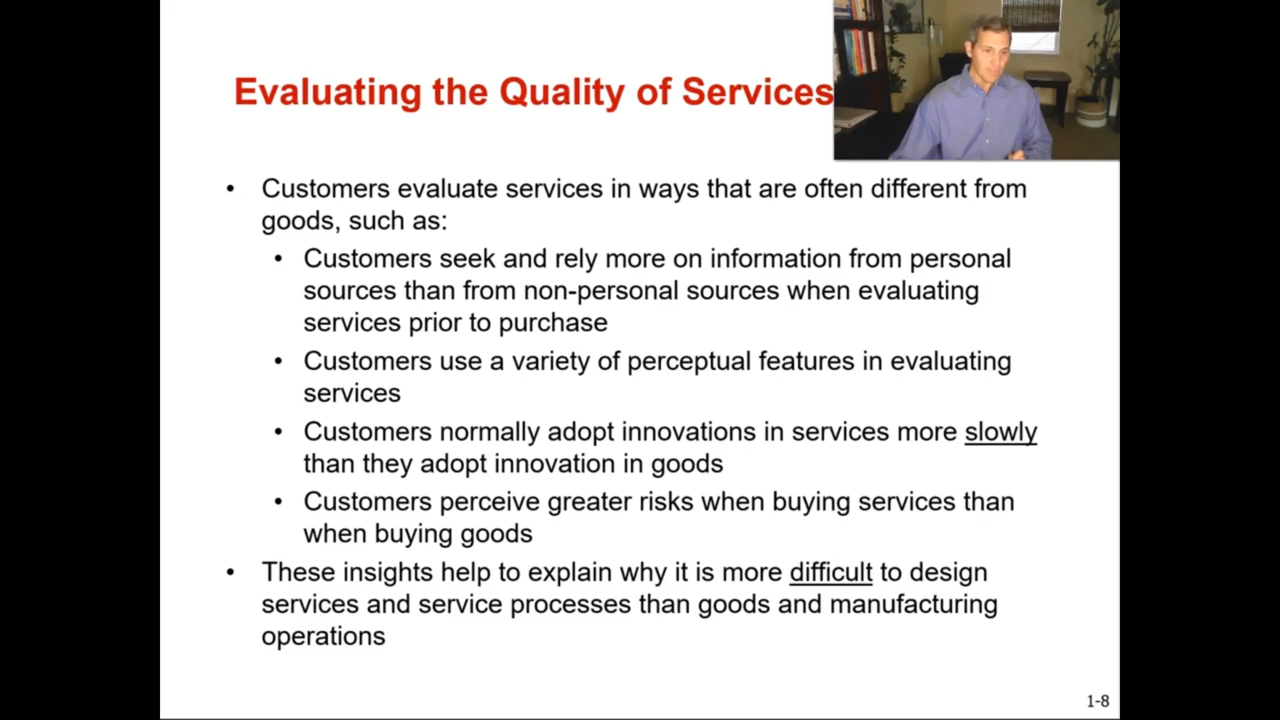 Evaluating the Quality of Services
• Customers evaluate services in ways that are often different from
goods, such as:
• Customers seek and rely more on information from personal
sources than from non-personal sources when evaluating
services prior to purchase
• Customers use a variety of perceptual features in evaluating
services
• Customers normally adopt innovations in services more slowly
than they adopt innovation in goods
• Customers perceive greater risks when buying services than
when buying goods
• These insights help to explain why it is more difficult to design
services and service processes than goods and manufacturing
operations
1-8